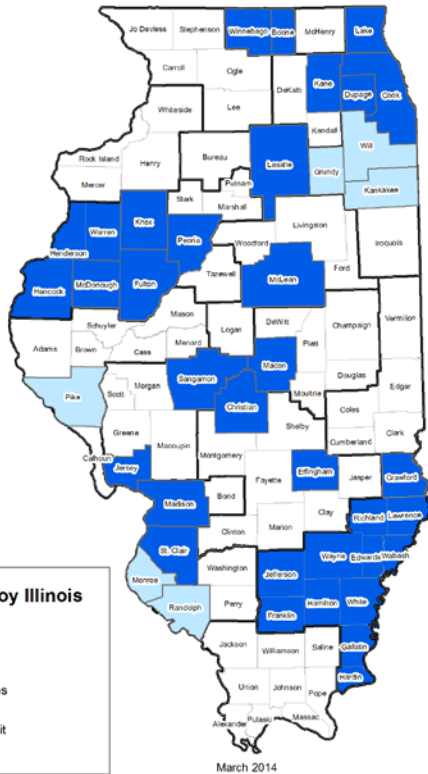 Jo Daviess
Stephenson
Winnebago
Boone
McHenry
Lake
Carroll
Ogle
DeKalb
Kane
Dupage
Cook
Whiteside
Lee
Kendall
Will
Rock Island
Henry
Bureau
Lasalle
Grundy
Mercer
Putnam
Kankakee
Stark
Marshall
Knox
Warren
Henderson
Peoria
Livingston
Woodford
Iroquois
Ford
Tazewell
McLean
Hancock
McDonough
Fulton
Mason
Schuyler
Logan
DeWitt
Champaign
Vermilion
Adams
Brown
Cass
Menard
Piatt
Macon
Sangamon
Douglas
Edgar
Pike
Scott
Morgan
Christian
Moultrie
Coles
Shelby
Greene
Macoupin
Cumberland
Clark
Calhoun
Montgomery
Jersey
Fayette
Effingham
Jasper
Crawford
Madison
Bond
Clay
Richland
Lawrence
Clinton
Marion
St. Clair
Wayne
Edwards
Wabash
Washington
Jefferson
Monroe
Randolph
Perry
Franklin
Hamilton
White
Jackson
Williamson
Saline
Gallatin
Hardin
Union
Johnson
Pope
Alexander
Pulaski
Massac
oy Illinois
es
it
March 2014